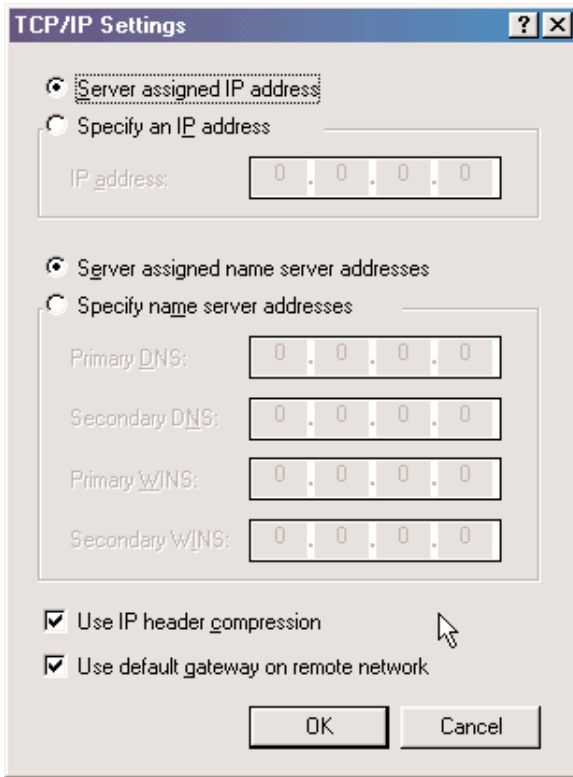 TCP/IP Settings ? X
Server assigned IP address
Specify an IP address
IP address: 0 . 0 . 0 . 0
Server assigned name server addresses
Specify name server addresses
Primary DNS: 0 . 0 . 0 . 0
Secondary DNS: 0 . 0 . 0 . 0
Primary WINS: 0 . 0 . 0 . 0
Secondary WINS: 0 . 0 . 0 . 0
Use IP header compression
Use default gateway on remote network
OK Cancel